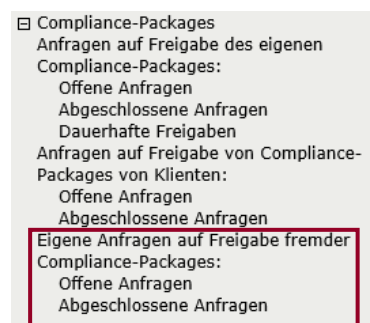 Compliance-Packages
Anfragen auf Freigabe des eigenen
Compliance-Packages:
Offene Anfragen
Abgeschlossene Anfragen
Dauerhafte Freigaben
Anfragen auf Freigabe von Compliance-
Packages von Klienten:
Offene Anfragen
Abgeschlossene Anfragen
Eigene Anfragen auf Freigabe fremder
Compliance-Packages:
Offene Anfragen
Abgeschlossene Anfragen